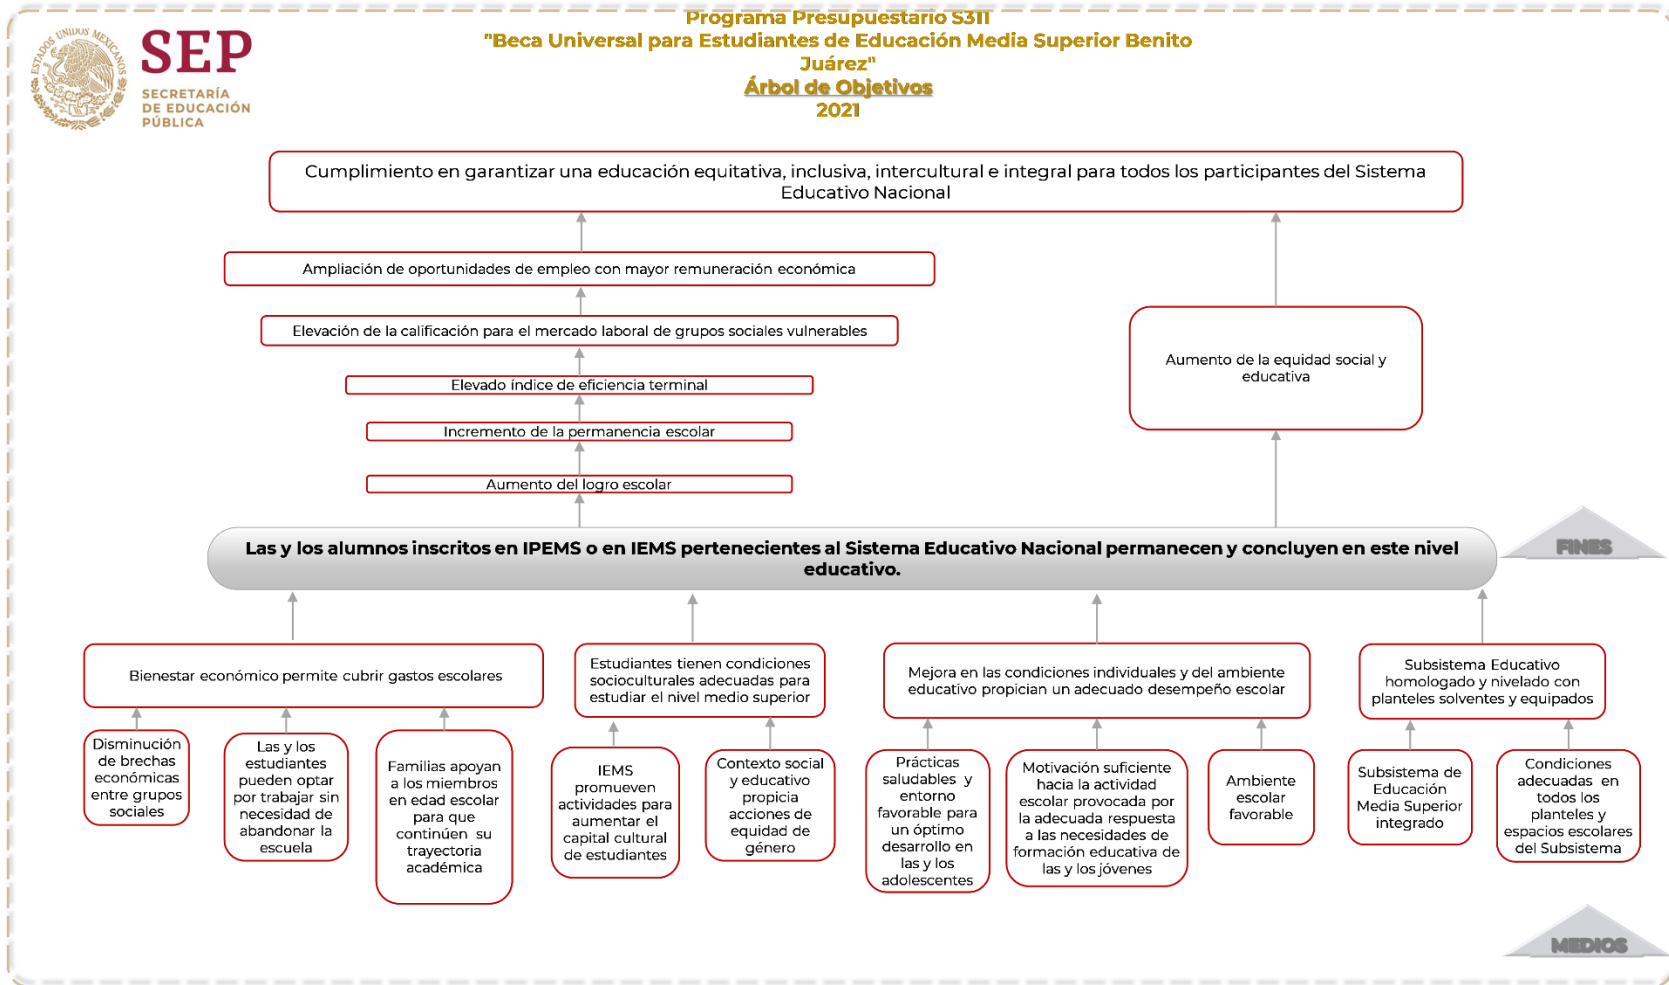 Programa Presupuestario S311
"Beca Universal para Estudiantes de Educación Media Superior Benito
Juárez"
Árbol de Objetivos
2021
ESTADOS UNIDOS MEXICANOS
SEP
SECRETARÍA
DE EDUCACIÓN
PÚBLICA
Cumplimiento en garantizar una educación equitativa, inclusiva, intercultural e integral para todos los participantes del Sistema
Educativo Nacional
Ampliación de oportunidades de empleo con mayor remuneración económica
Elevación de la calificación para el mercado laboral de grupos sociales vulnerables
Elevado índice de eficiencia terminal
Incremento de la permanencia escolar
Aumento del logro escolar
Aumento de la equidad social y
educativa
Las y los alumnos inscritos en IPEMS o en IEMS pertenecientes al Sistema Educativo Nacional permanecen y concluyen en este nivel
educativo.
FINES
Bienestar económico permite cubrir gastos escolares
Estudiantes tienen condiciones
socioculturales adecuadas para
estudiar el nivel medio superior
Mejora en las condiciones individuales y del ambiente
educativo propician un adecuado desempeño escolar
Subsistema Educativo
homologado y nivelado con
planteles solventes y equipados
Disminución
de brechas
económicas
entre grupos
sociales
Las y los
estudiantes
pueden optar
por trabajar sin
necesidad de
abandonar la
escuela
Familias apoyan
a los miembros
en edad escolar
para que
continúen su
trayectoria
académica
IEMS
promueven
actividades para
aumentar el
capital cultural
de estudiantes
Contexto social
y educativo
propicia
acciones de
equidad de
género
Prácticas
saludables y
entorno
favorable para
un óptimo
desarrollo en
las y los
adolescentes
Motivación suficiente
hacia la actividad
escolar provocada por
la adecuada respuesta
a las necesidades de
formación educativa de
las y los jóvenes
Ambiente
escolar
favorable
Subsistema de
Educación
Media Superior
integrado
Condiciones
adecuadas en
todos los
planteles y
espacios escolares
del Subsistema
MEDIOS